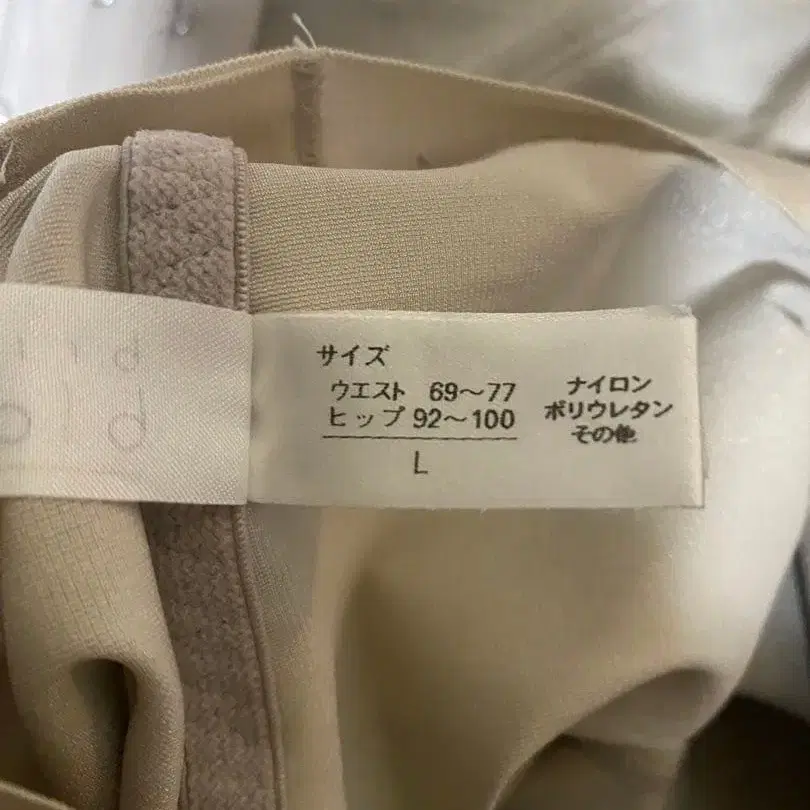 サイズ
ウエスト 69～77
ヒップ 92～100
L
ナイロン
ポリウレタン
その他